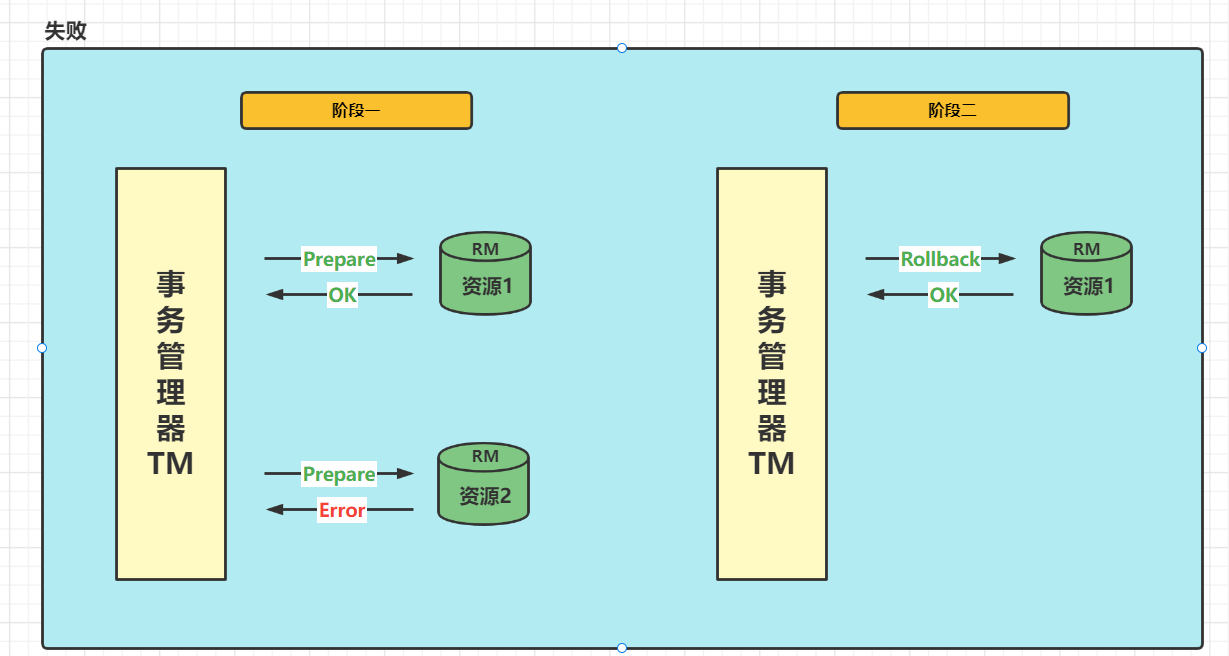 失败
阶段一
事
务
管
理
器
TM
Prepare
OK
RM
资源1
Prepare
Error
RM
资源2
阶段二
事
务
管
理
器
TM
Rollback
OK
RM
资源1